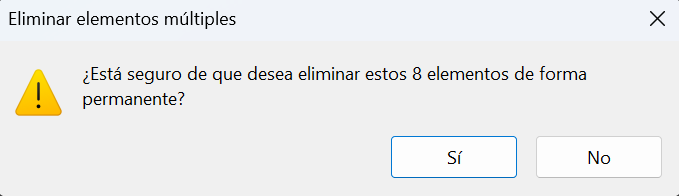 Eliminar elementos múltiples
¿Está seguro de que desea eliminar estos 8 elementos de forma
permanente?
Sí
No